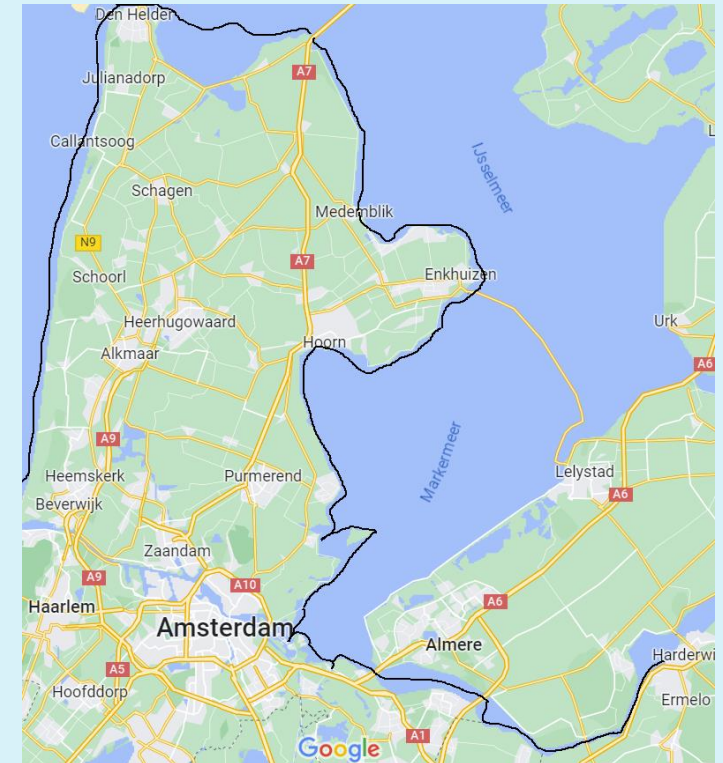 Den Helder
A7
Julianadorp
Callantsoog
IJsselmeer
Schagen
Medemblik
N9
A7
Schoorl
Enkhuizen
Heerhugowaard
Urk
Hoorn
Alkmaar
A6
A9
Markermeer
Heemskerk
Purmerend
Lelystad
A6
Beverwijk
Zaandam
A9
A10
A6
Haarlem
Amsterdam
Almere
Harderwi
A5
Hoofddorp
Ermelo
A1
Google